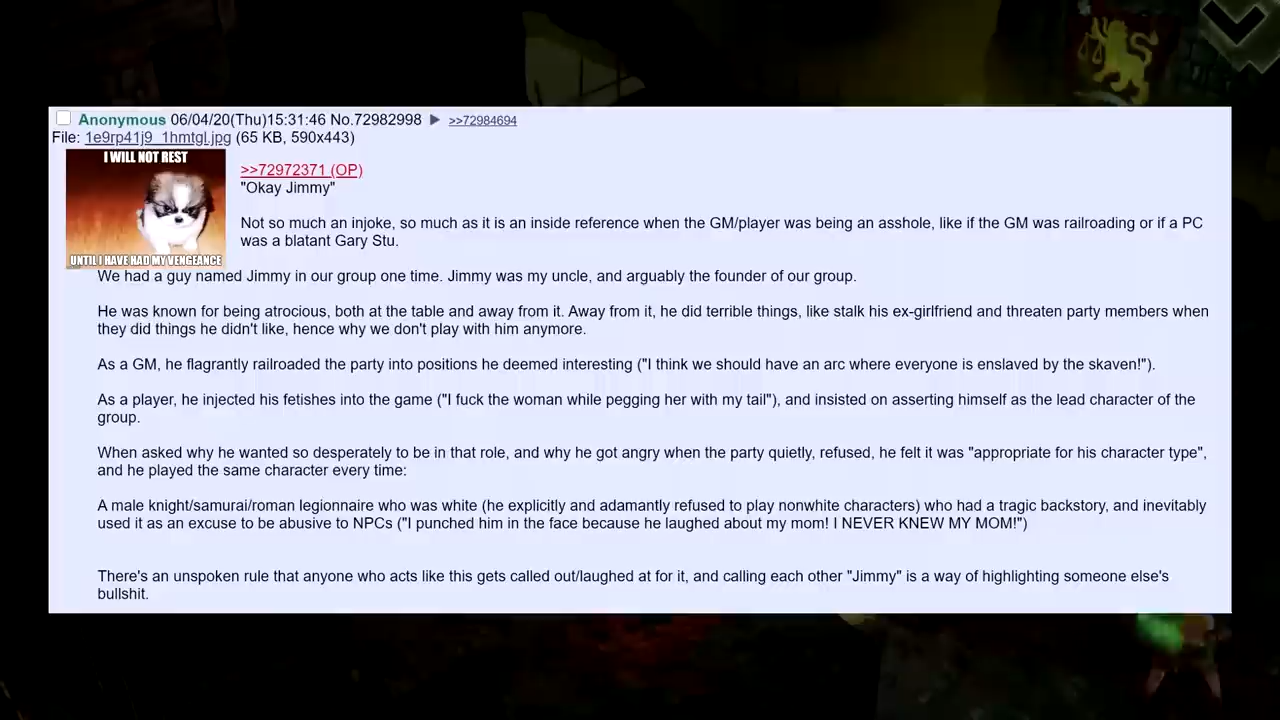 Anonymous 06/04/20(Thu)15:31:46 No.72982998 ▶ >>72984694
File: 1e9rp41j9_1hmtgl.jpg (65 KB, 590x443)
I WILL NOT REST
UNTIL I HAVE HAD MY VENGEANCE
>>72972371 (OP)
"Okay Jimmy"
Not so much an injoke, so much as it is an inside reference when the GM/player was being an asshole, like if the GM was railroading or if a PC
was a blatant Gary Stu.
We had a guy named Jimmy in our group one time. Jimmy was my uncle, and arguably the founder of our group.
He was known for being atrocious, both at the table and away from it. Away from it, he did terrible things, like stalk his ex-girlfriend and threaten party members when
they did things he didn't like, hence why we don't play with him anymore.
As a GM, he flagrantly railroaded the party into positions he deemed interesting ("I think we should have an arc where everyone is enslaved by the skaven!").
As a player, he injected his fetishes into the game ("I fuck the woman while pegging her with my tail"), and insisted on asserting himself as the lead character of the
group.
When asked why he wanted so desperately to be in that role, and why he got angry when the party quietly, refused, he felt it was "appropriate for his character type",
and he played the same character every time:
A male knight/samurai/roman legionnaire who was white (he explicitly and adamantly refused to play nonwhite characters) who had a tragic backstory, and inevitably
used it as an excuse to be abusive to NPCs ("I punched him in the face because he laughed about my mom! I NEVER KNEW MY MOM!")
There's an unspoken rule that anyone who acts like this gets called out/laughed at for it, and calling each other "Jimmy" is a way of highlighting someone else's
bullshit.